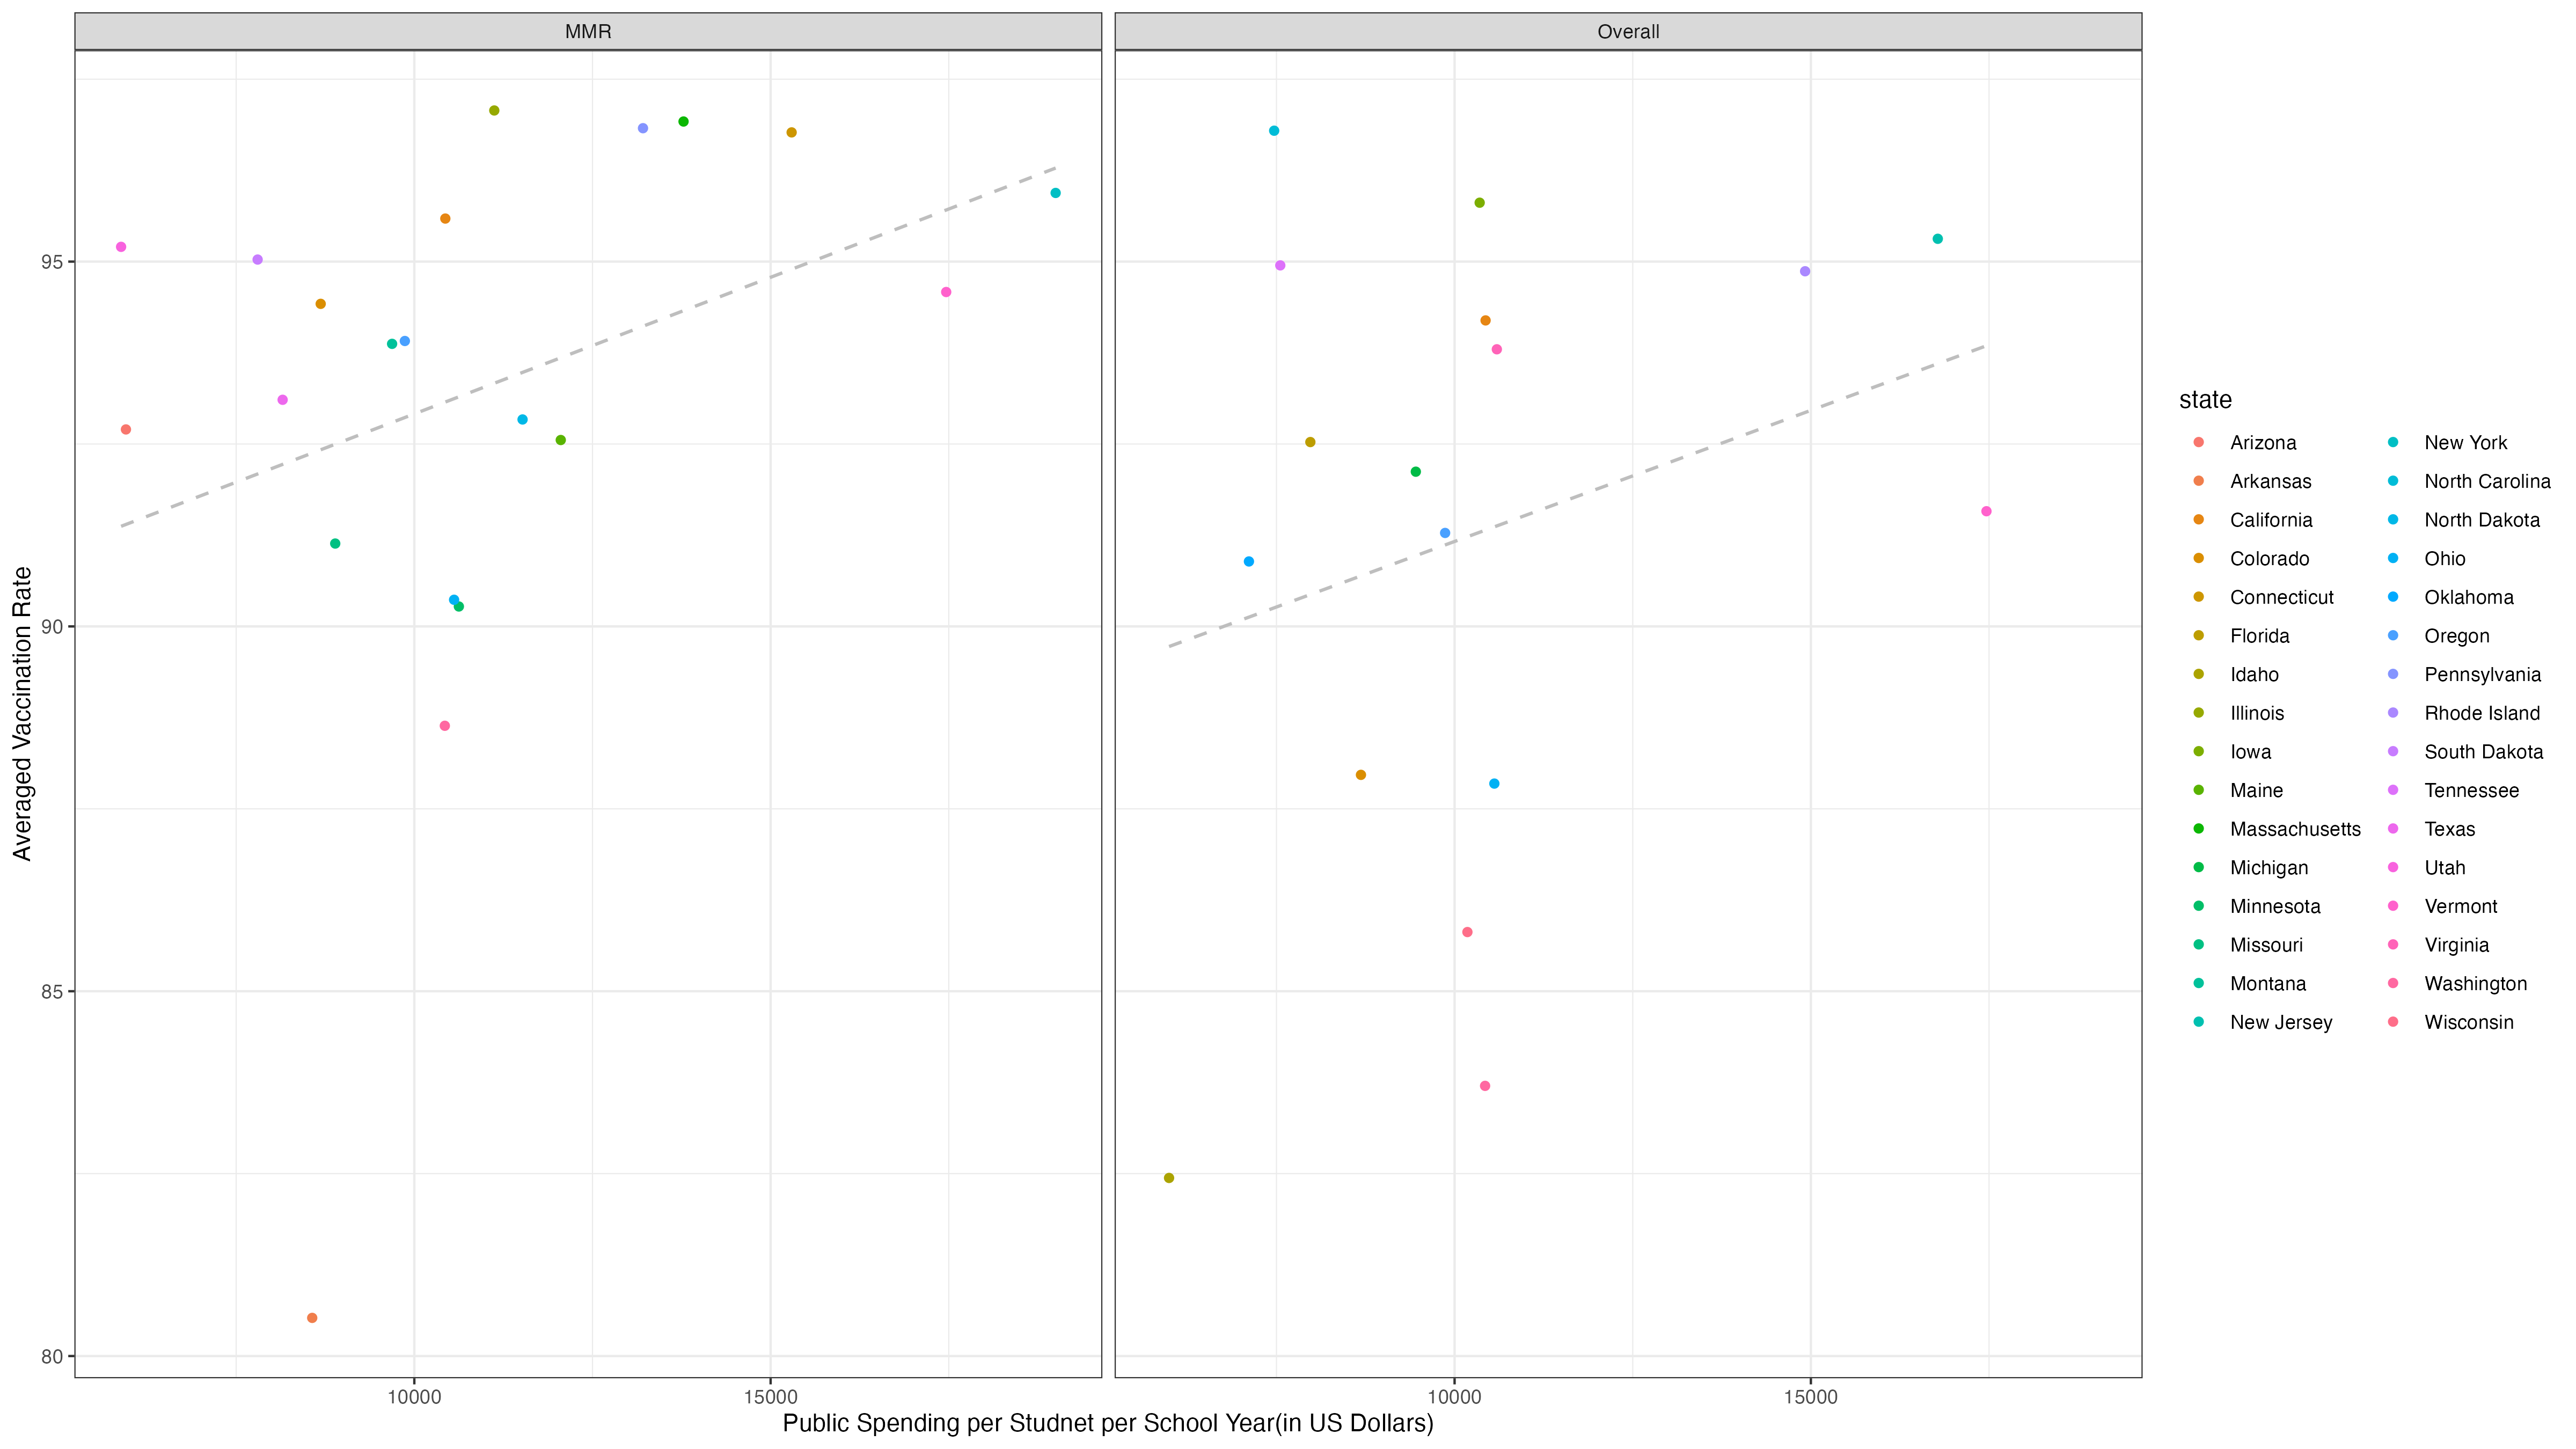 MMR
Overall
Averaged Vaccination Rate
95
90
85
80
10000
15000
10000
15000
Public Spending per Studnet per School Year(in US Dollars)
state
Arizona
Arkansas
California
Colorado
Connecticut
Florida
Idaho
Illinois
Iowa
Maine
Massachusetts
Michigan
Minnesota
Missouri
Montana
New Jersey
New York
North Carolina
North Dakota
Ohio
Oklahoma
Oregon
Pennsylvania
Rhode Island
South Dakota
Tennessee
Texas
Utah
Vermont
Virginia
Washington
Wisconsin